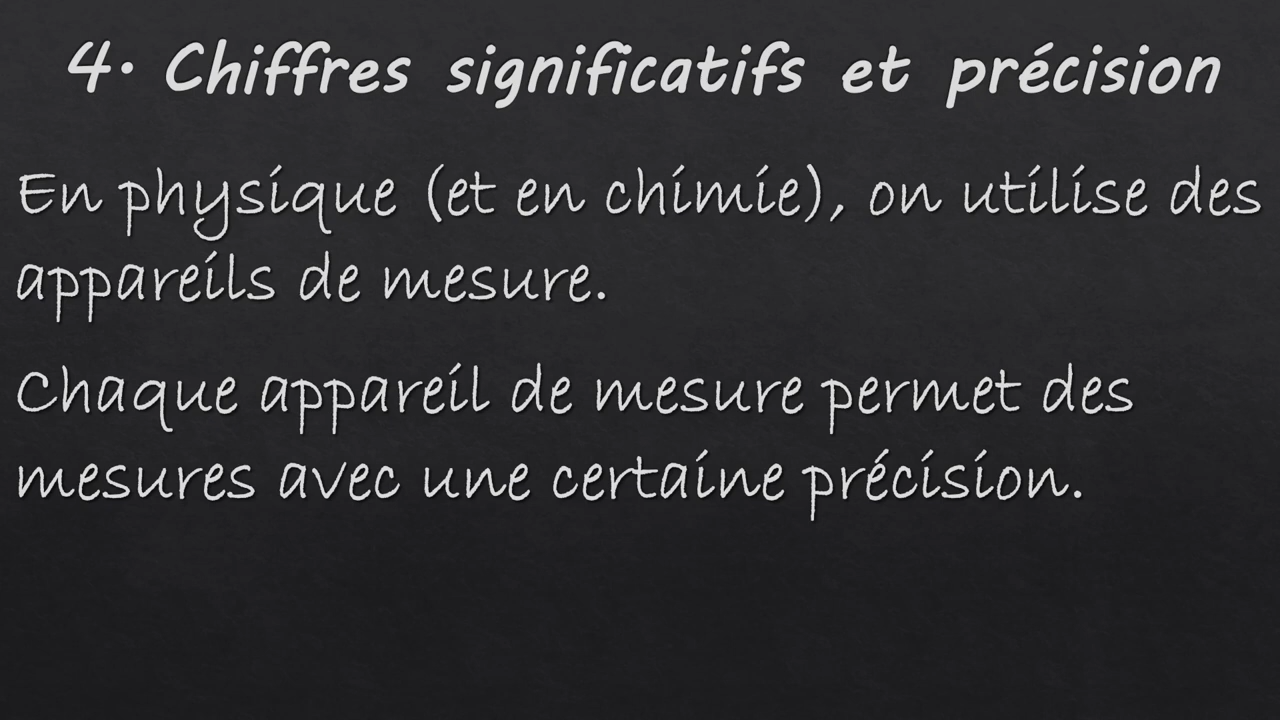 4. Chiffres significatifs et précision
En physique (et en chimie), on utilise des
appareils de mesure.
Chaque appareil de mesure permet des
mesures avec une certaine précision.